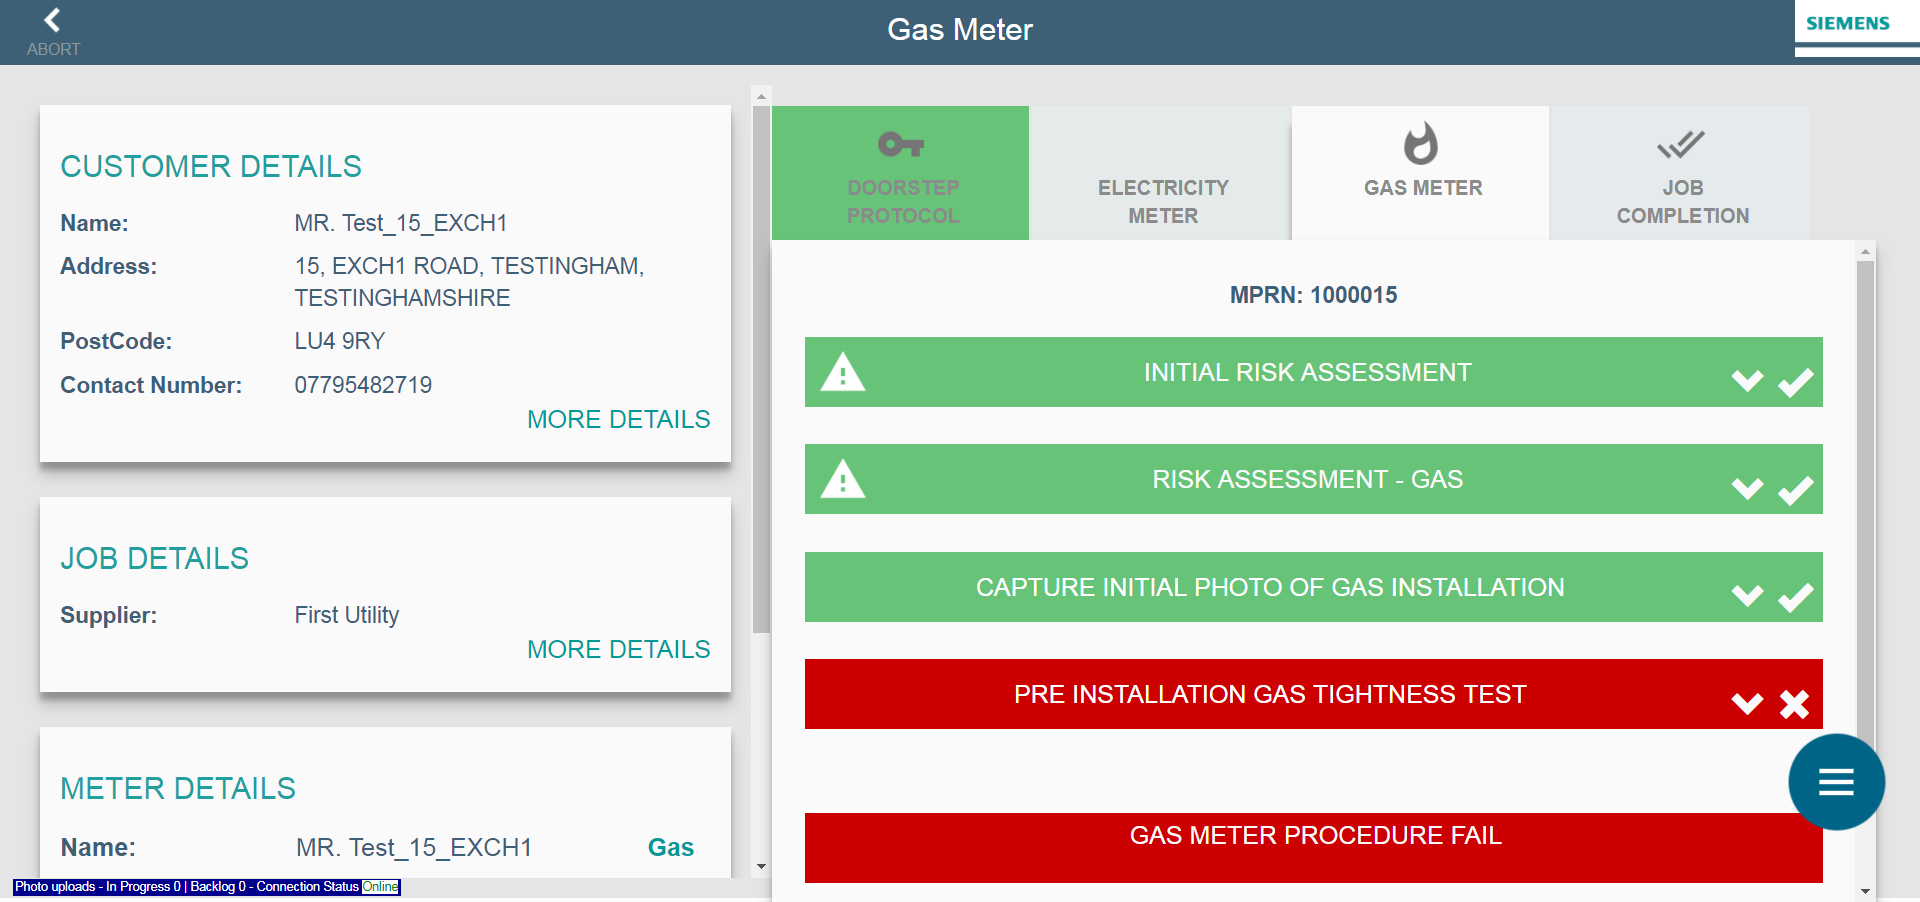 ABORT
Gas Meter
SIEMENS
CUSTOMER DETAILS
Name: MR. Test_15_EXCH1
Address: 15, EXCH1 ROAD, TESTINGHAM,
TESTINGHAMSHIRE
PostCode: LU4 9RY
Contact Number: 07795482719
MORE DETAILS
JOB DETAILS
Supplier: First Utility
MORE DETAILS
METER DETAILS
Name: MR. Test_15_EXCH1 Gas
Photo uploads - In Progress 0 | Backlog 0 - Connection Status Online
DOORSTEP
PROTOCOL
ELECTRICITY
METER
GAS METER
JOB
COMPLETION
MPRN: 1000015
INITIAL RISK ASSESSMENT
RISK ASSESSMENT - GAS
CAPTURE INITIAL PHOTO OF GAS INSTALLATION
PRE INSTALLATION GAS TIGHTNESS TEST
GAS METER PROCEDURE FAIL